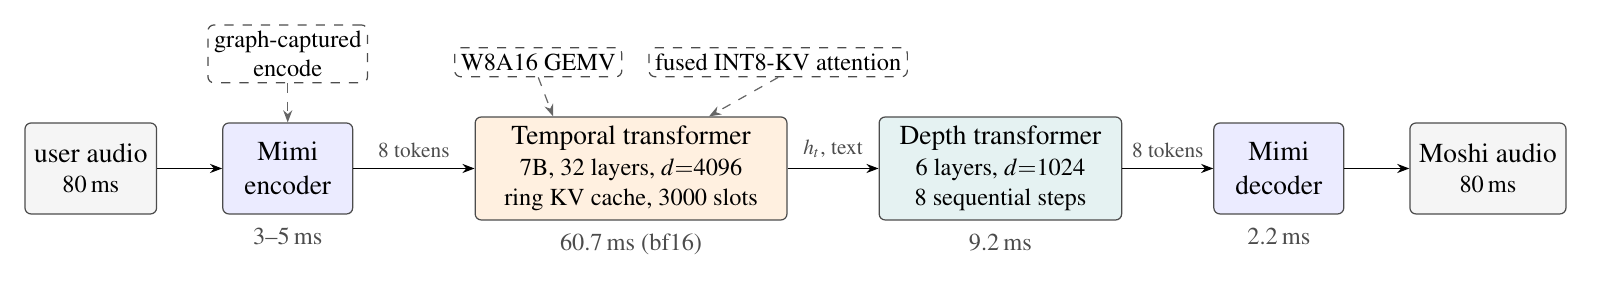 graph-captured
encode
W8A16 GEMV
fused INT8-KV attention
user audio
80 ms
Mimi
encoder
8 tokens
Temporal transformer
7B, 32 layers, d=4096
ring KV cache, 3000 slots
hₜ, text
Depth transformer
6 layers, d=1024
8 sequential steps
8 tokens
Mimi
decoder
Moshi audio
80 ms
3–5 ms
60.7 ms (bf16)
9.2 ms
2.2 ms